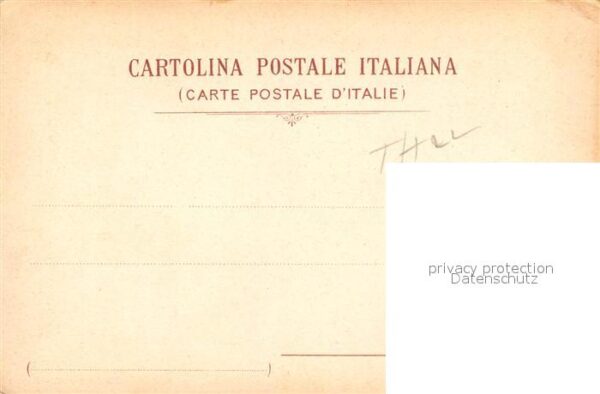 CARTOLINA POSTALE ITALIANA
(CARTE POSTALE D'ITALIE)
privacy protection
Datenschutz